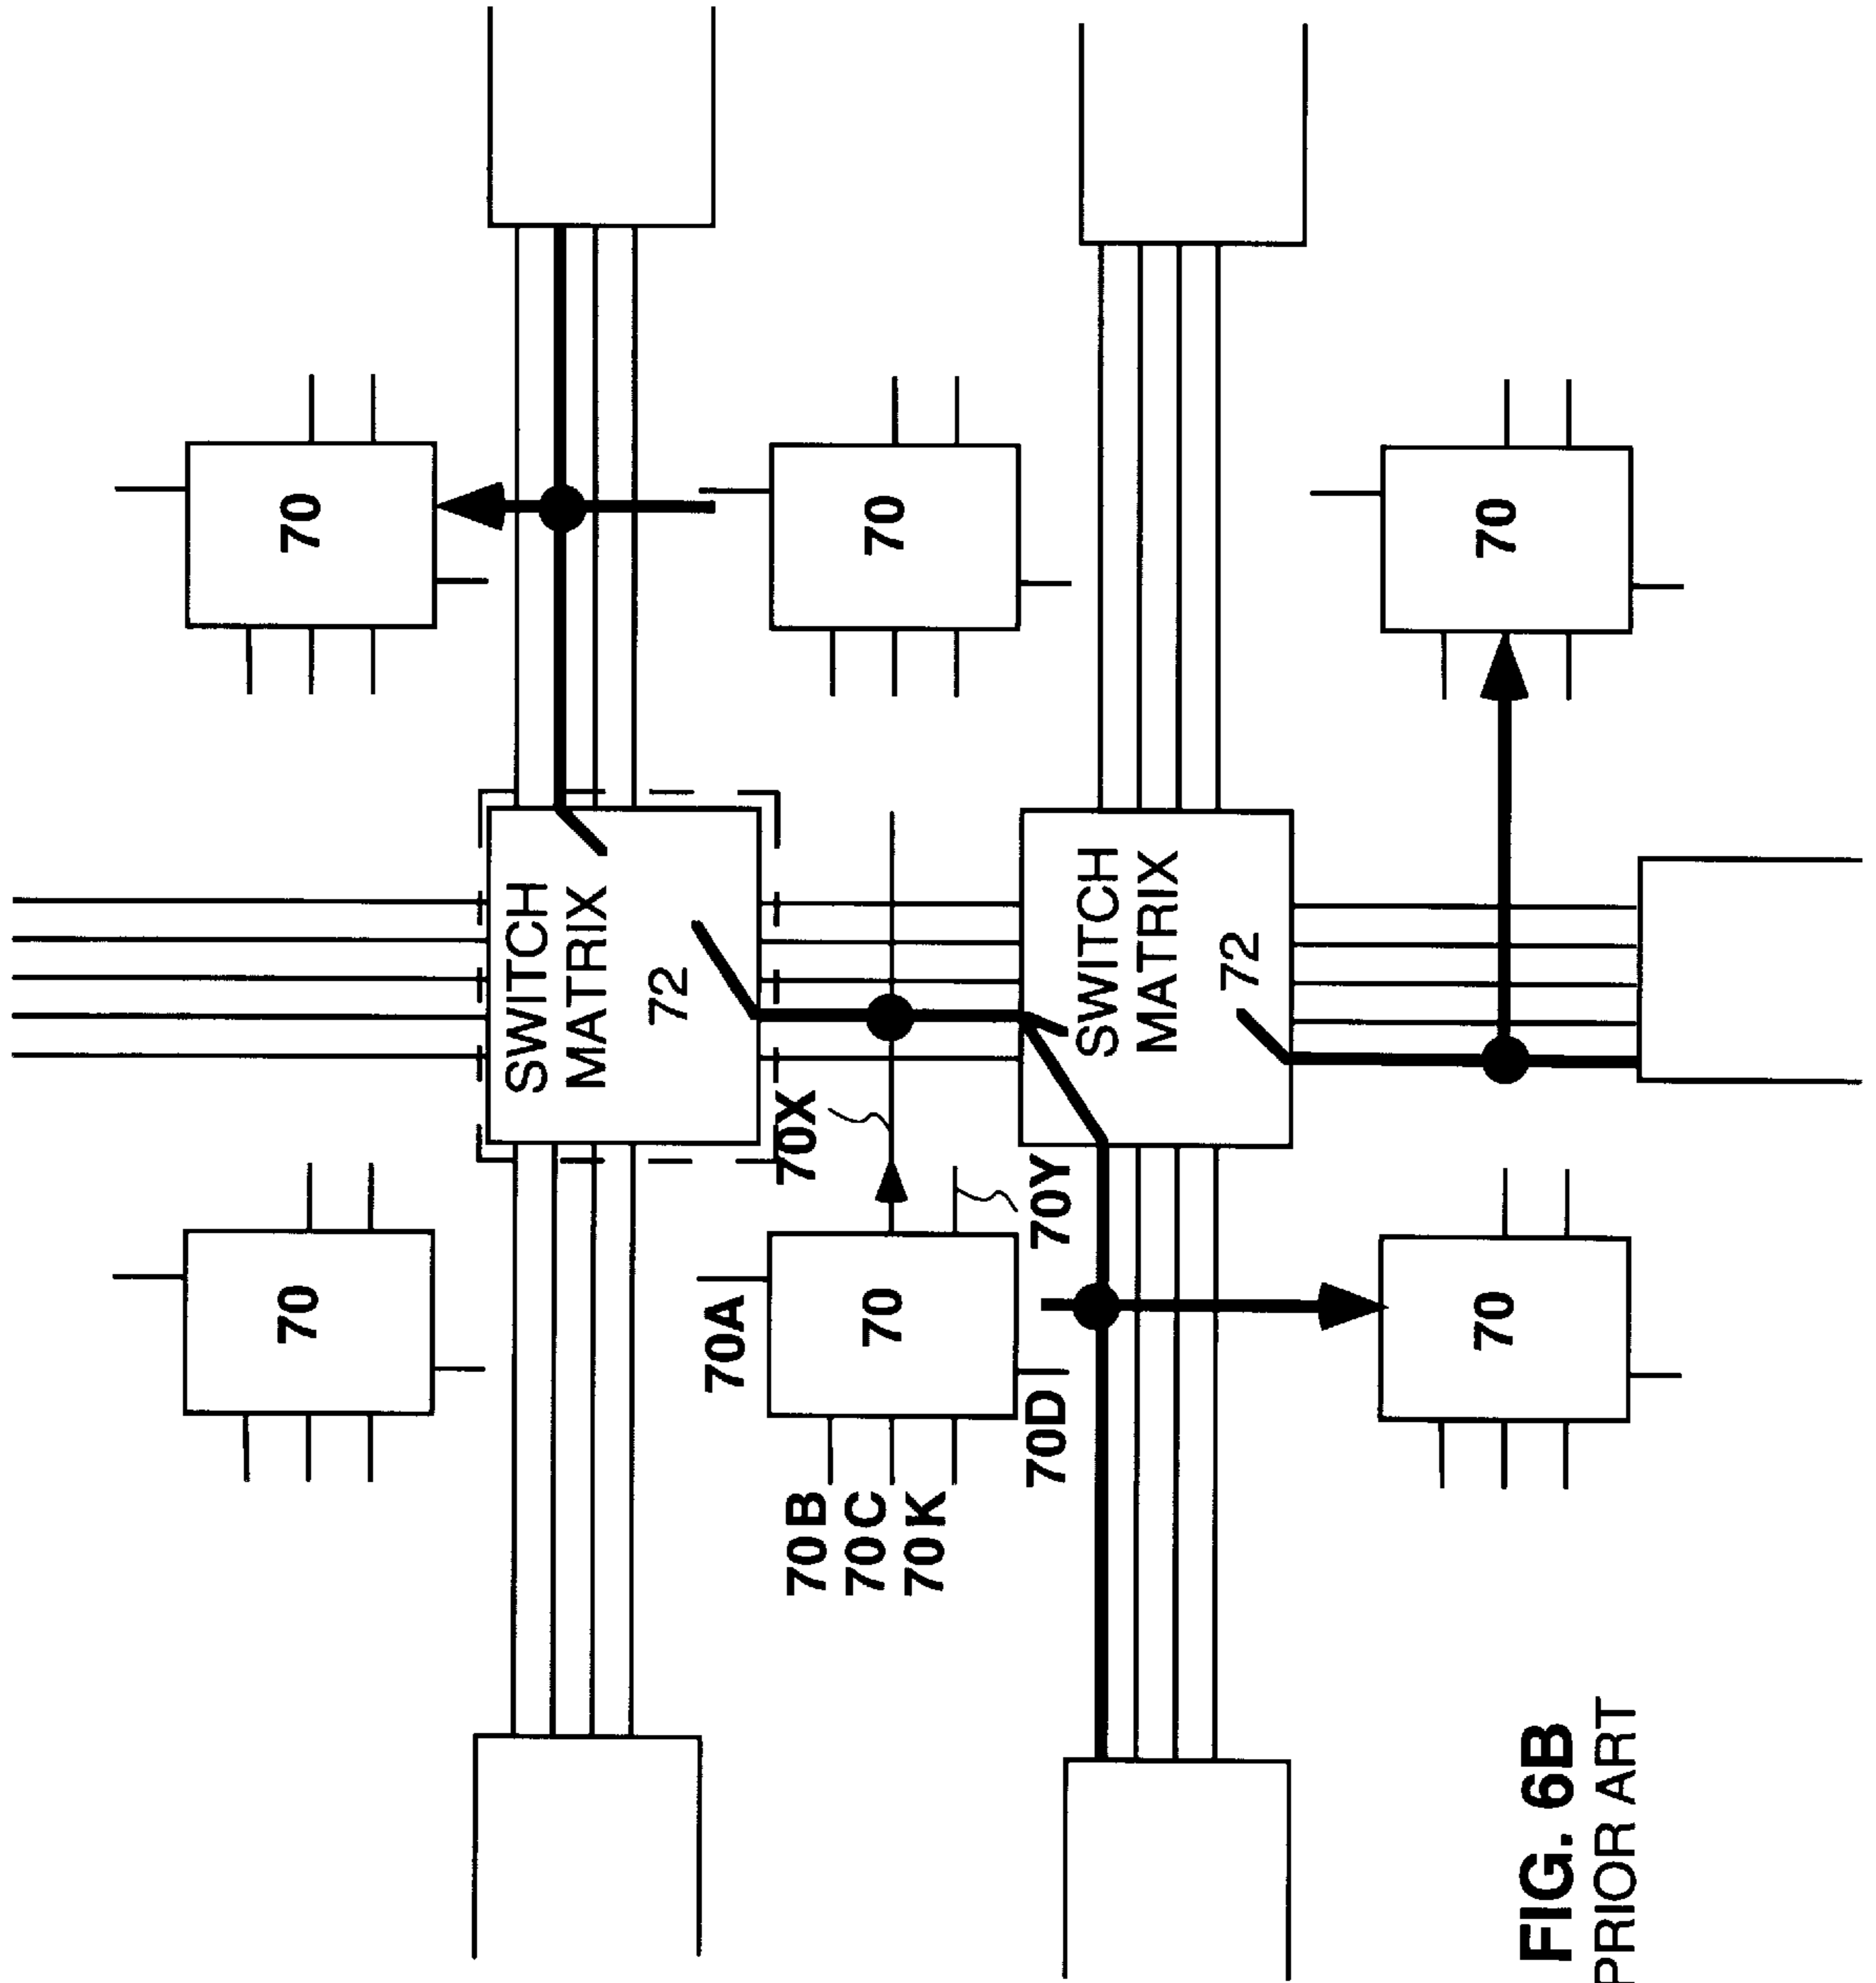 70
70
SWITCH
MATRIX
72
70A
70X
70B
70C
70K
70
70
70D
70Y
SWITCH
MATRIX
72
70
70
FIG. 6B
PRIOR ART